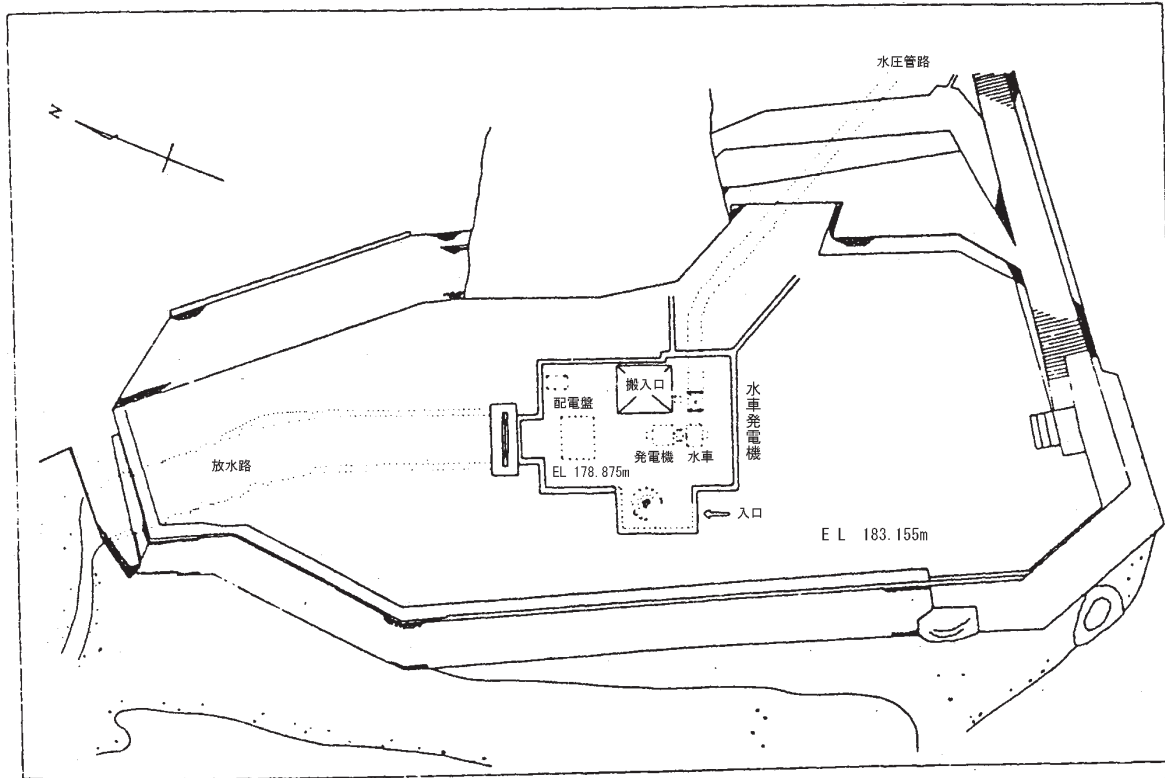 水圧管路
N
搬入口
配電盤
水車発電機
発電機 水車
放水路
EL 178.875m
入口
EL 183.155m